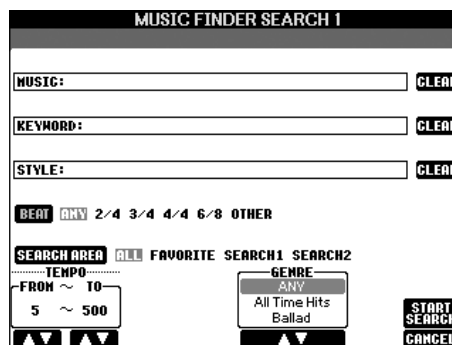 MUSIC FINDER SEARCH 1
MUSIC:
KEYWORD:
STYLE:
BEAT ANY 2/4 3/4 4/4 6/8 OTHER
SEARCH AREA ALL FAVORITE SEARCH1 SEARCH2
TEMPO
FROM ~ TO
5 ~ 500
GENRE
ANY
All Time Hits
Ballad
START
SEARCH
CANCEL